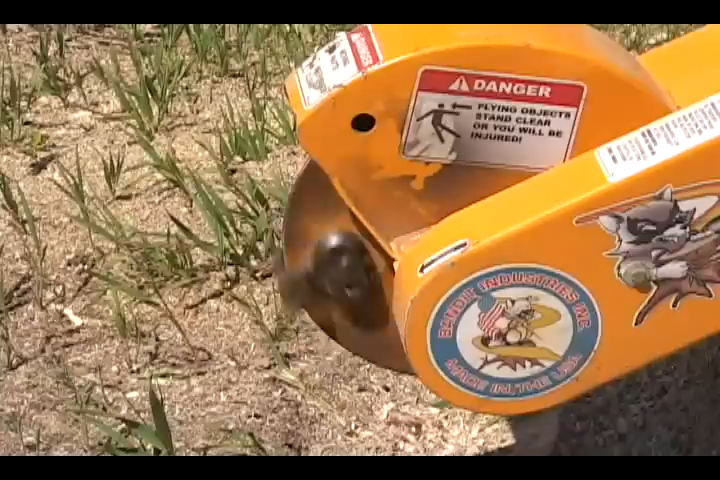 DANGER
FLYING OBJECTS
STAND CLEAR
OR YOU WILL BE
INJURED!
BANDIT INDUSTRIES INC.
MADE IN THE USA